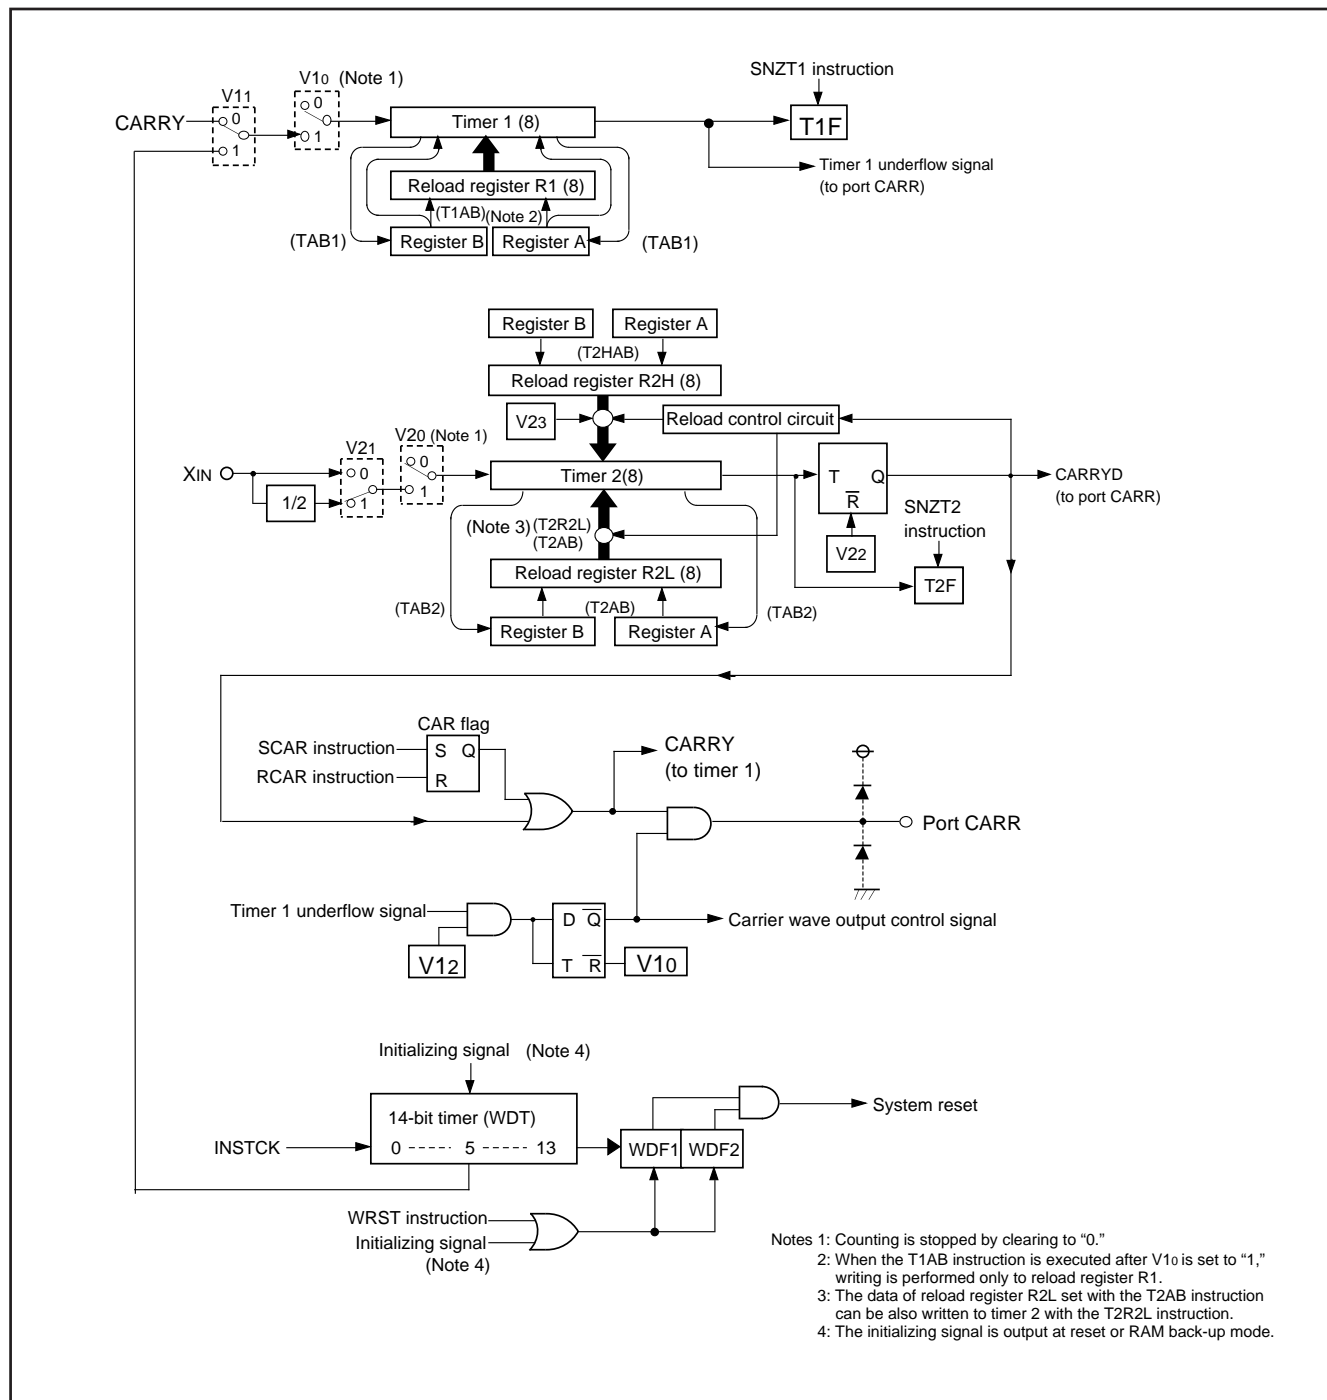 SNZT1 instruction
V10 (Note 1)
V11
0
0
CARRY
1
1
Timer 1 (8)
T1F
Timer 1 underflow signal
(to port CARR)
Reload register R1 (8)
(T1AB)
(Note 2)
(TAB1)
Register B
Register A
(TAB1)
Register B
Register A
(T2HAB)
Reload register R2H (8)
V23
Reload control circuit
V20 (Note 1)
V21
XIN
0
0
1/2
1
1
Timer 2(8)
T Q
R
CARRYD
(to port CARR)
SNZT2
instruction
V22
T2F
(Note 3) (T2R2L)
(T2AB)
Reload register R2L (8)
(TAB2)
(T2AB)
(TAB2)
Register B
Register A
CAR flag
SCAR instruction
S Q
RCAR instruction
R
CARRY
(to timer 1)
Port CARR
Timer 1 underflow signal
D Q
Carrier wave output control signal
V12
T R
V10
Initializing signal (Note 4)
14-bit timer (WDT)
INSTCK
0 ----- 5 ----- 13
WDF1
WDF2
System reset
WRST instruction
Initializing signal
(Note 4)
Notes 1: Counting is stopped by clearing to “0.”
2: When the T1AB instruction is executed after V10 is set to “1,”
writing is performed only to reload register R1.
3: The data of reload register R2L set with the T2AB instruction
can be also written to timer 2 with the T2R2L instruction.
4: The initializing signal is output at reset or RAM back-up mode.